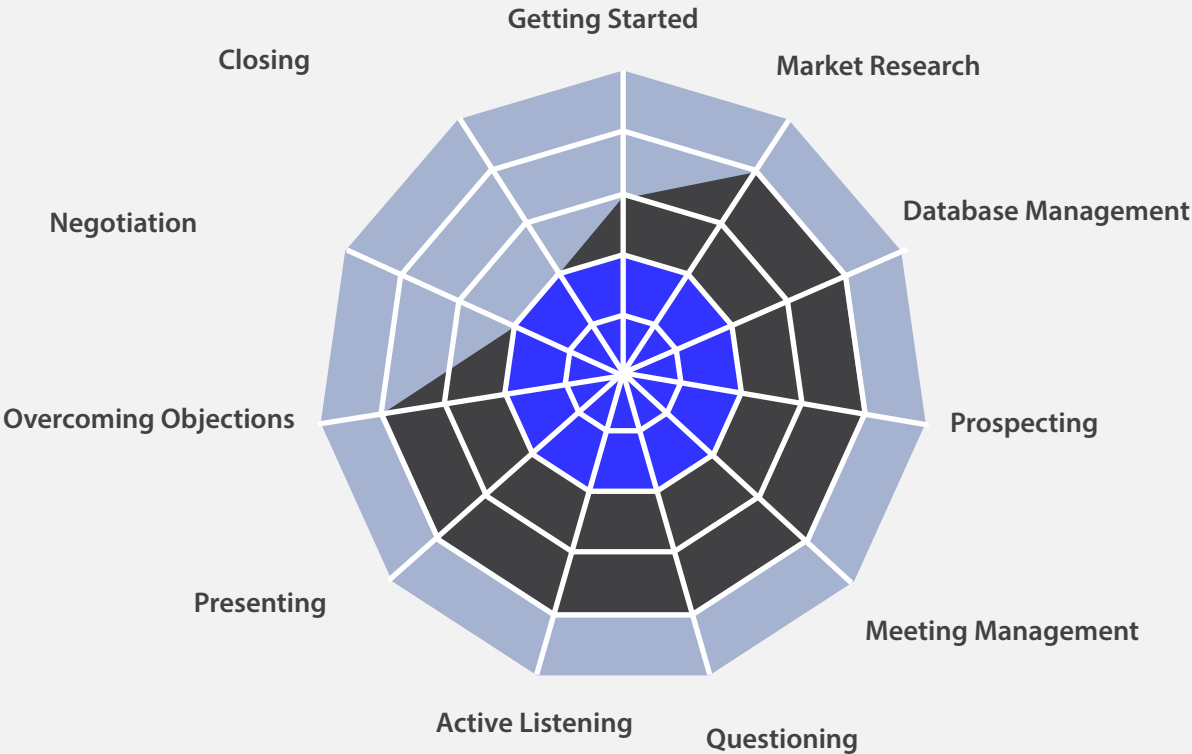 Getting Started
Closing
Market Research
Negotiation
Database Management
Overcoming Objections
Prospecting
Presenting
Meeting Management
Active Listening
Questioning